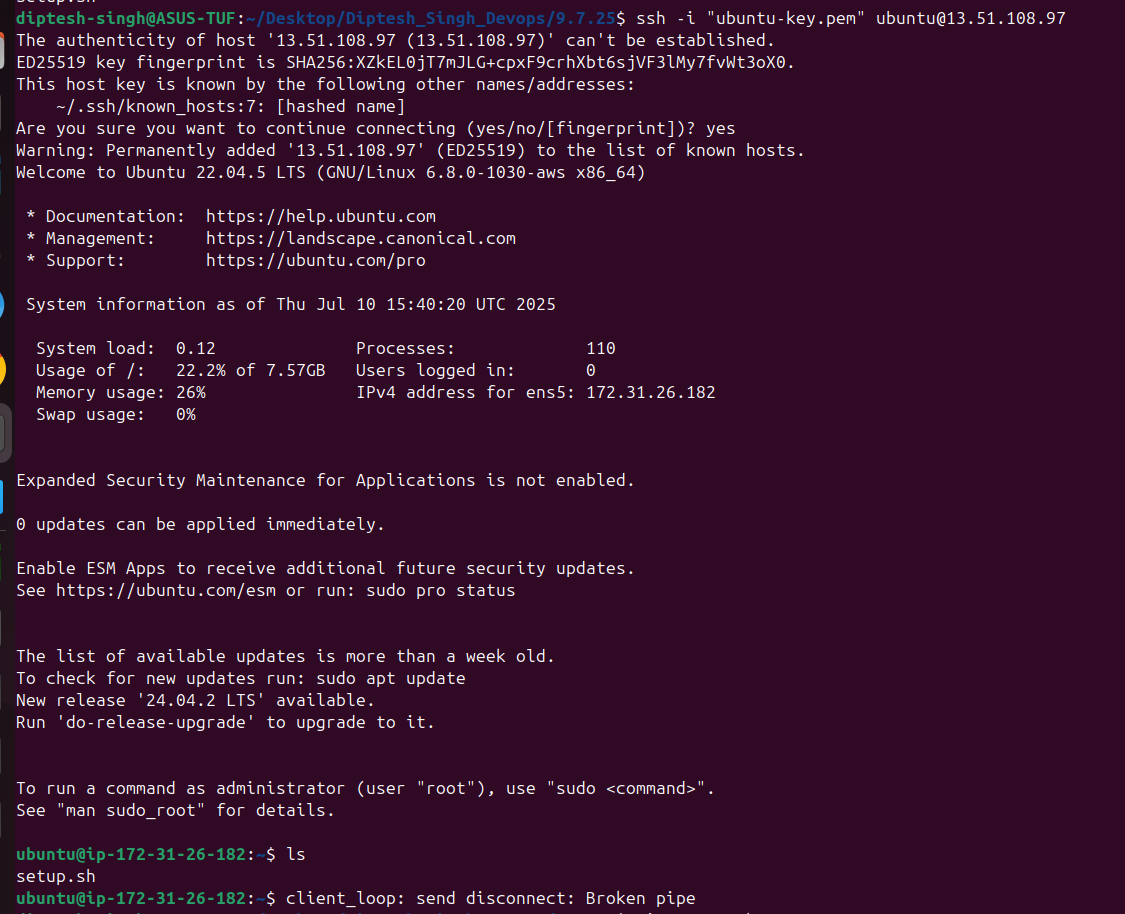 diptesh-singh@ASUS-TUF:~/Desktop/Diptesh_Singh_Devops/9.7.25$ ssh -i "ubuntu-key.pem" ubuntu@13.51.108.97
The authenticity of host '13.51.108.97 (13.51.108.97)' can't be established.
ED25519 key fingerprint is SHA256:XZkEL0jT7mJLG+cpxF9crhXbt6sjVF3lMy7fvWt3oX0.
This host key is known by the following other names/addresses:
    ~/.ssh/known_hosts:7: [hashed name]
Are you sure you want to continue connecting (yes/no/[fingerprint])? yes
Warning: Permanently added '13.51.108.97' (ED25519) to the list of known hosts.
Welcome to Ubuntu 22.04.5 LTS (GNU/Linux 6.8.0-1030-aws x86_64)
 * Documentation:  https://help.ubuntu.com
 * Management:     https://landscape.canonical.com
 * Support:        https://ubuntu.com/pro
 System information as of Thu Jul 10 15:40:20 UTC 2025
  System load:  0.12              Processes:             110
  Usage of /:   22.2% of 7.57GB   Users logged in:       0
  Memory usage: 26%               IPv4 address for ens5: 172.31.26.182
  Swap usage:   0%
Expanded Security Maintenance for Applications is not enabled.
0 updates can be applied immediately.
Enable ESM Apps to receive additional future security updates.
See https://ubuntu.com/esm or run: sudo pro status
The list of available updates is more than a week old.
To check for new updates run: sudo apt update
New release '24.04.2 LTS' available.
Run 'do-release-upgrade' to upgrade to it.
To run a command as administrator (user "root"), use "sudo <command>".
See "man sudo_root" for details.
ubuntu@ip-172-31-26-182:~$ ls
setup.sh
ubuntu@ip-172-31-26-182:~$ client_loop: send disconnect: Broken pipe